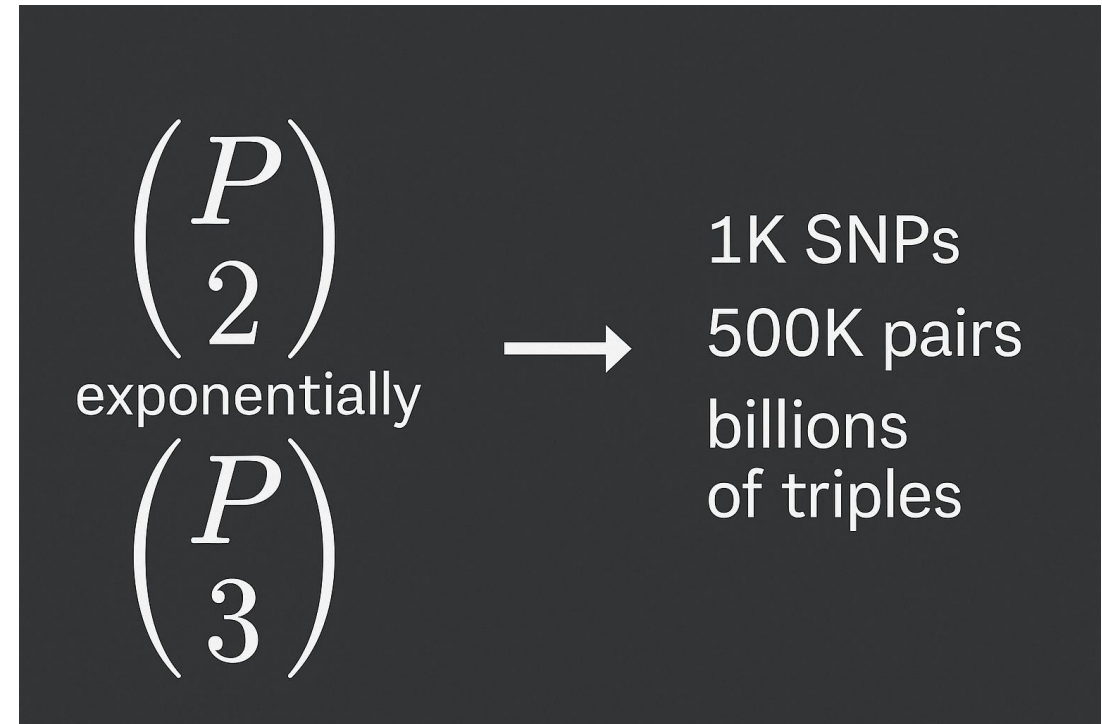 (P
2)
exponentially
(P
3)
→
1K SNPs
500K pairs
billions
of triples